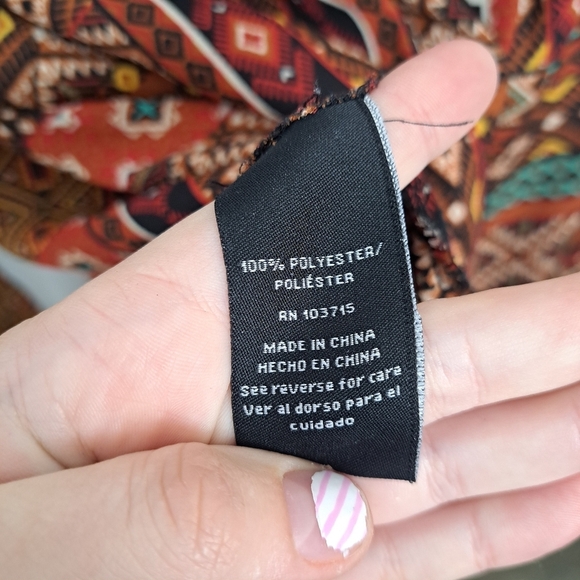 100% POLYESTER/
POLIÉSTER
RN 103715
MADE IN CHINA
HECHO EN CHINA
See reverse for care
Ver al dorso para el
cuidado